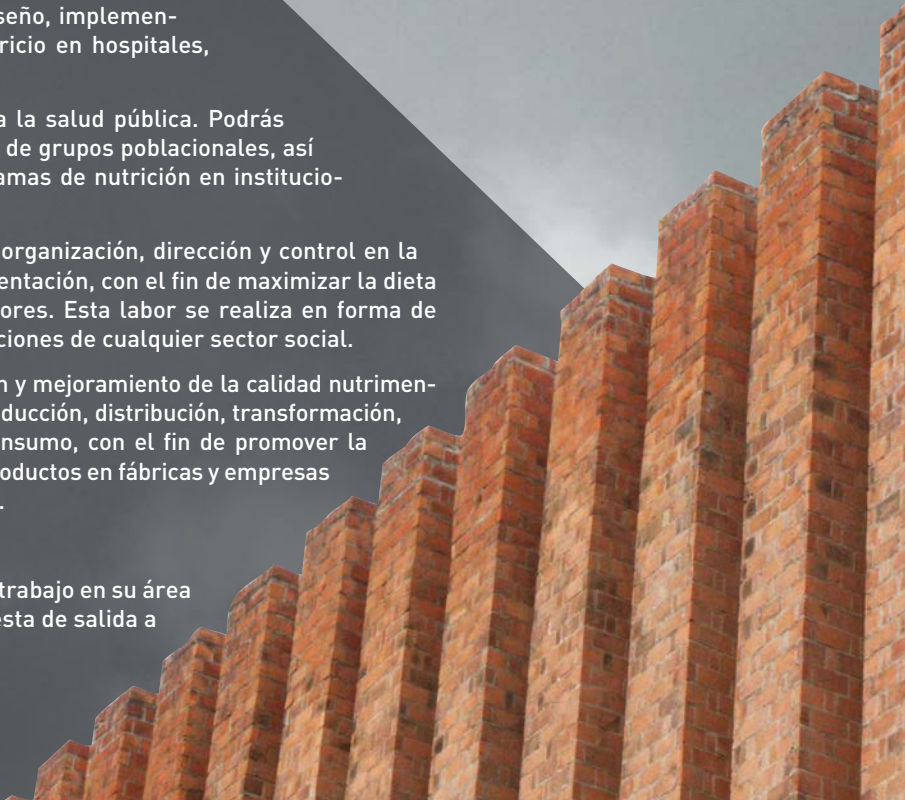 seño, implemen-
ricio en hospitales,
a la salud pública. Podrás
de grupos poblacionales, así
amas de nutrición en institucio-
organización, dirección y control en la
entación, con el fin de maximizar la dieta
ores. Esta labor se realiza en forma de
ciones de cualquier sector social.
n y mejoramiento de la calidad nutrimen-
ducción, distribución, transformación,
nsumo, con el fin de promover la
oductos en fábricas y empresas
.
trabajo en su área
esta de salida a